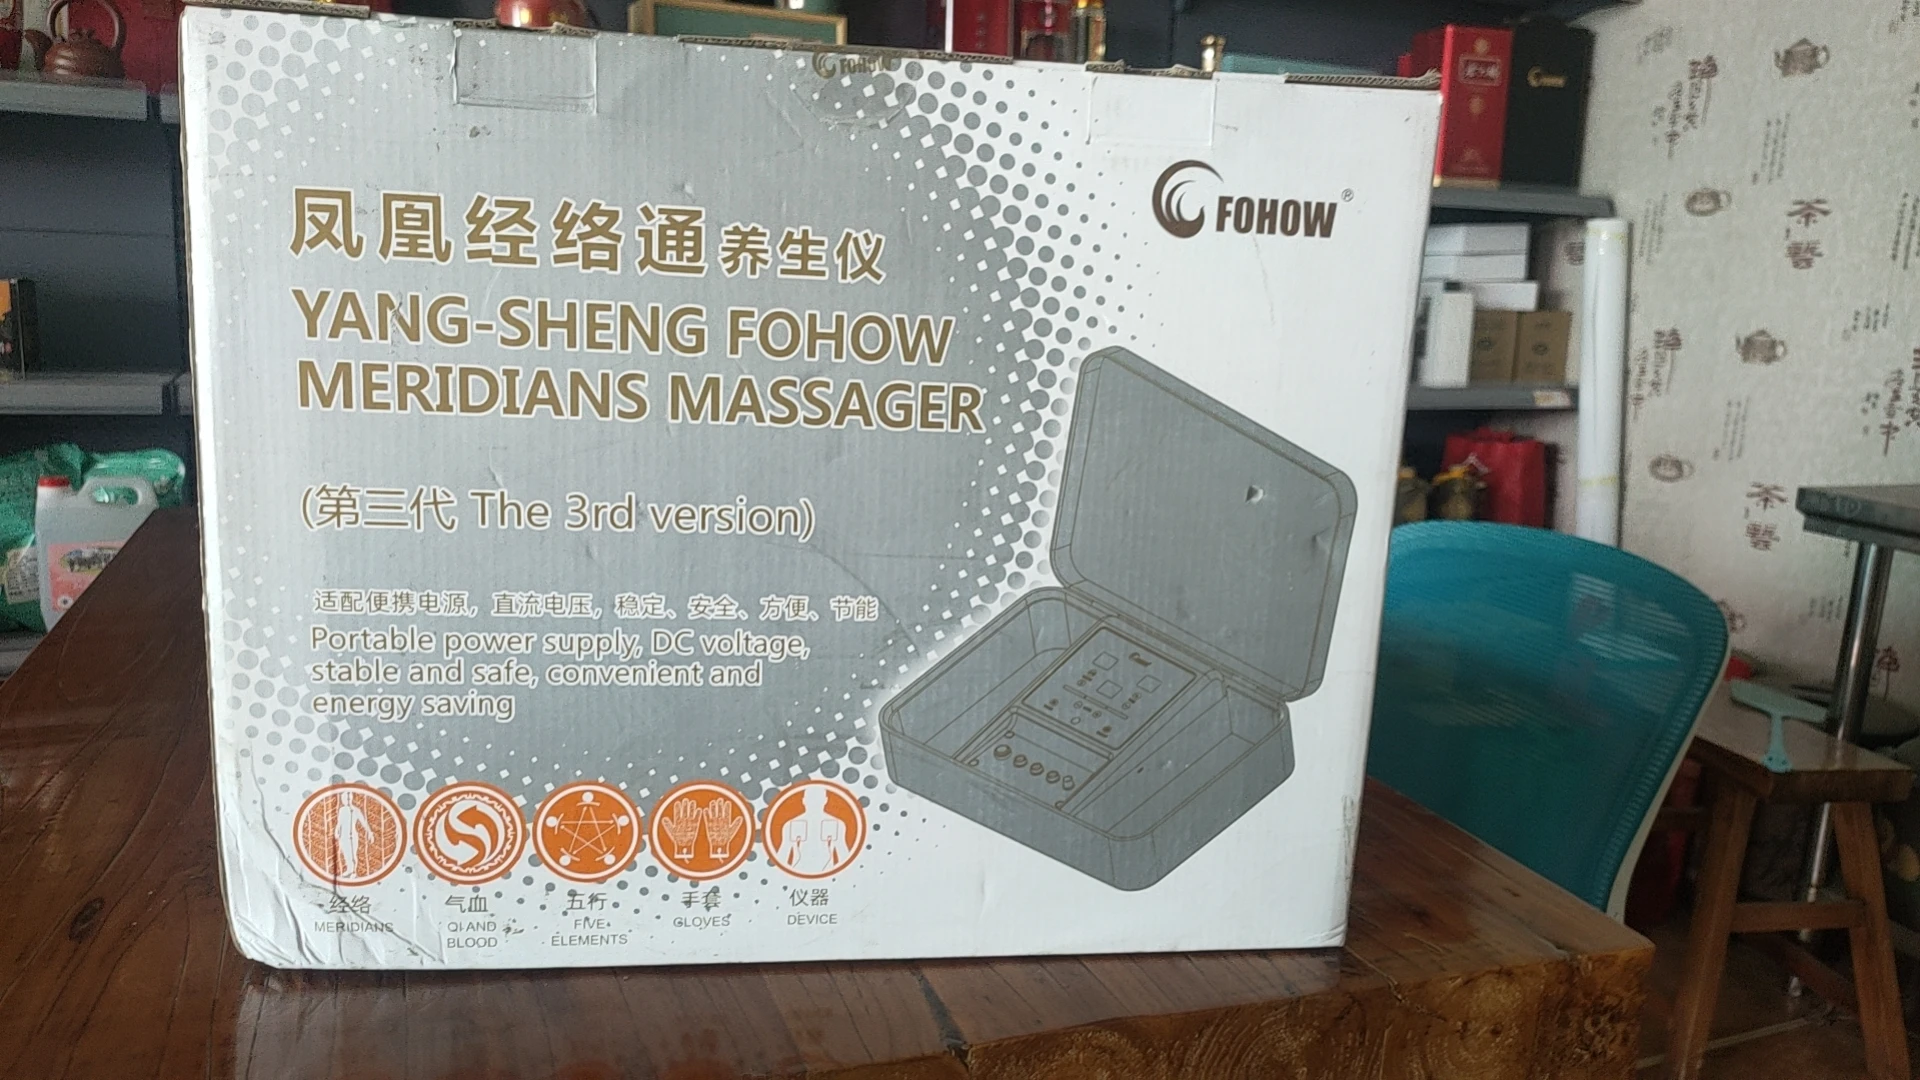 FOHOW
FOHOW®
凤凰经络通养生仪
YANG-SHENG FOHOW
MERIDIANS MASSAGER
(第三代 The 3rd version)
适配便携电源，直流电压，稳定、安全、方便、节能
Portable power supply, DC voltage,
stable and safe, convenient and
energy saving
经络
MERIDIANS
气血
QI AND
BLOOD
五行
FIVE
ELEMENTS
手套
GLOVES
仪器
DEVICE
茶
茶